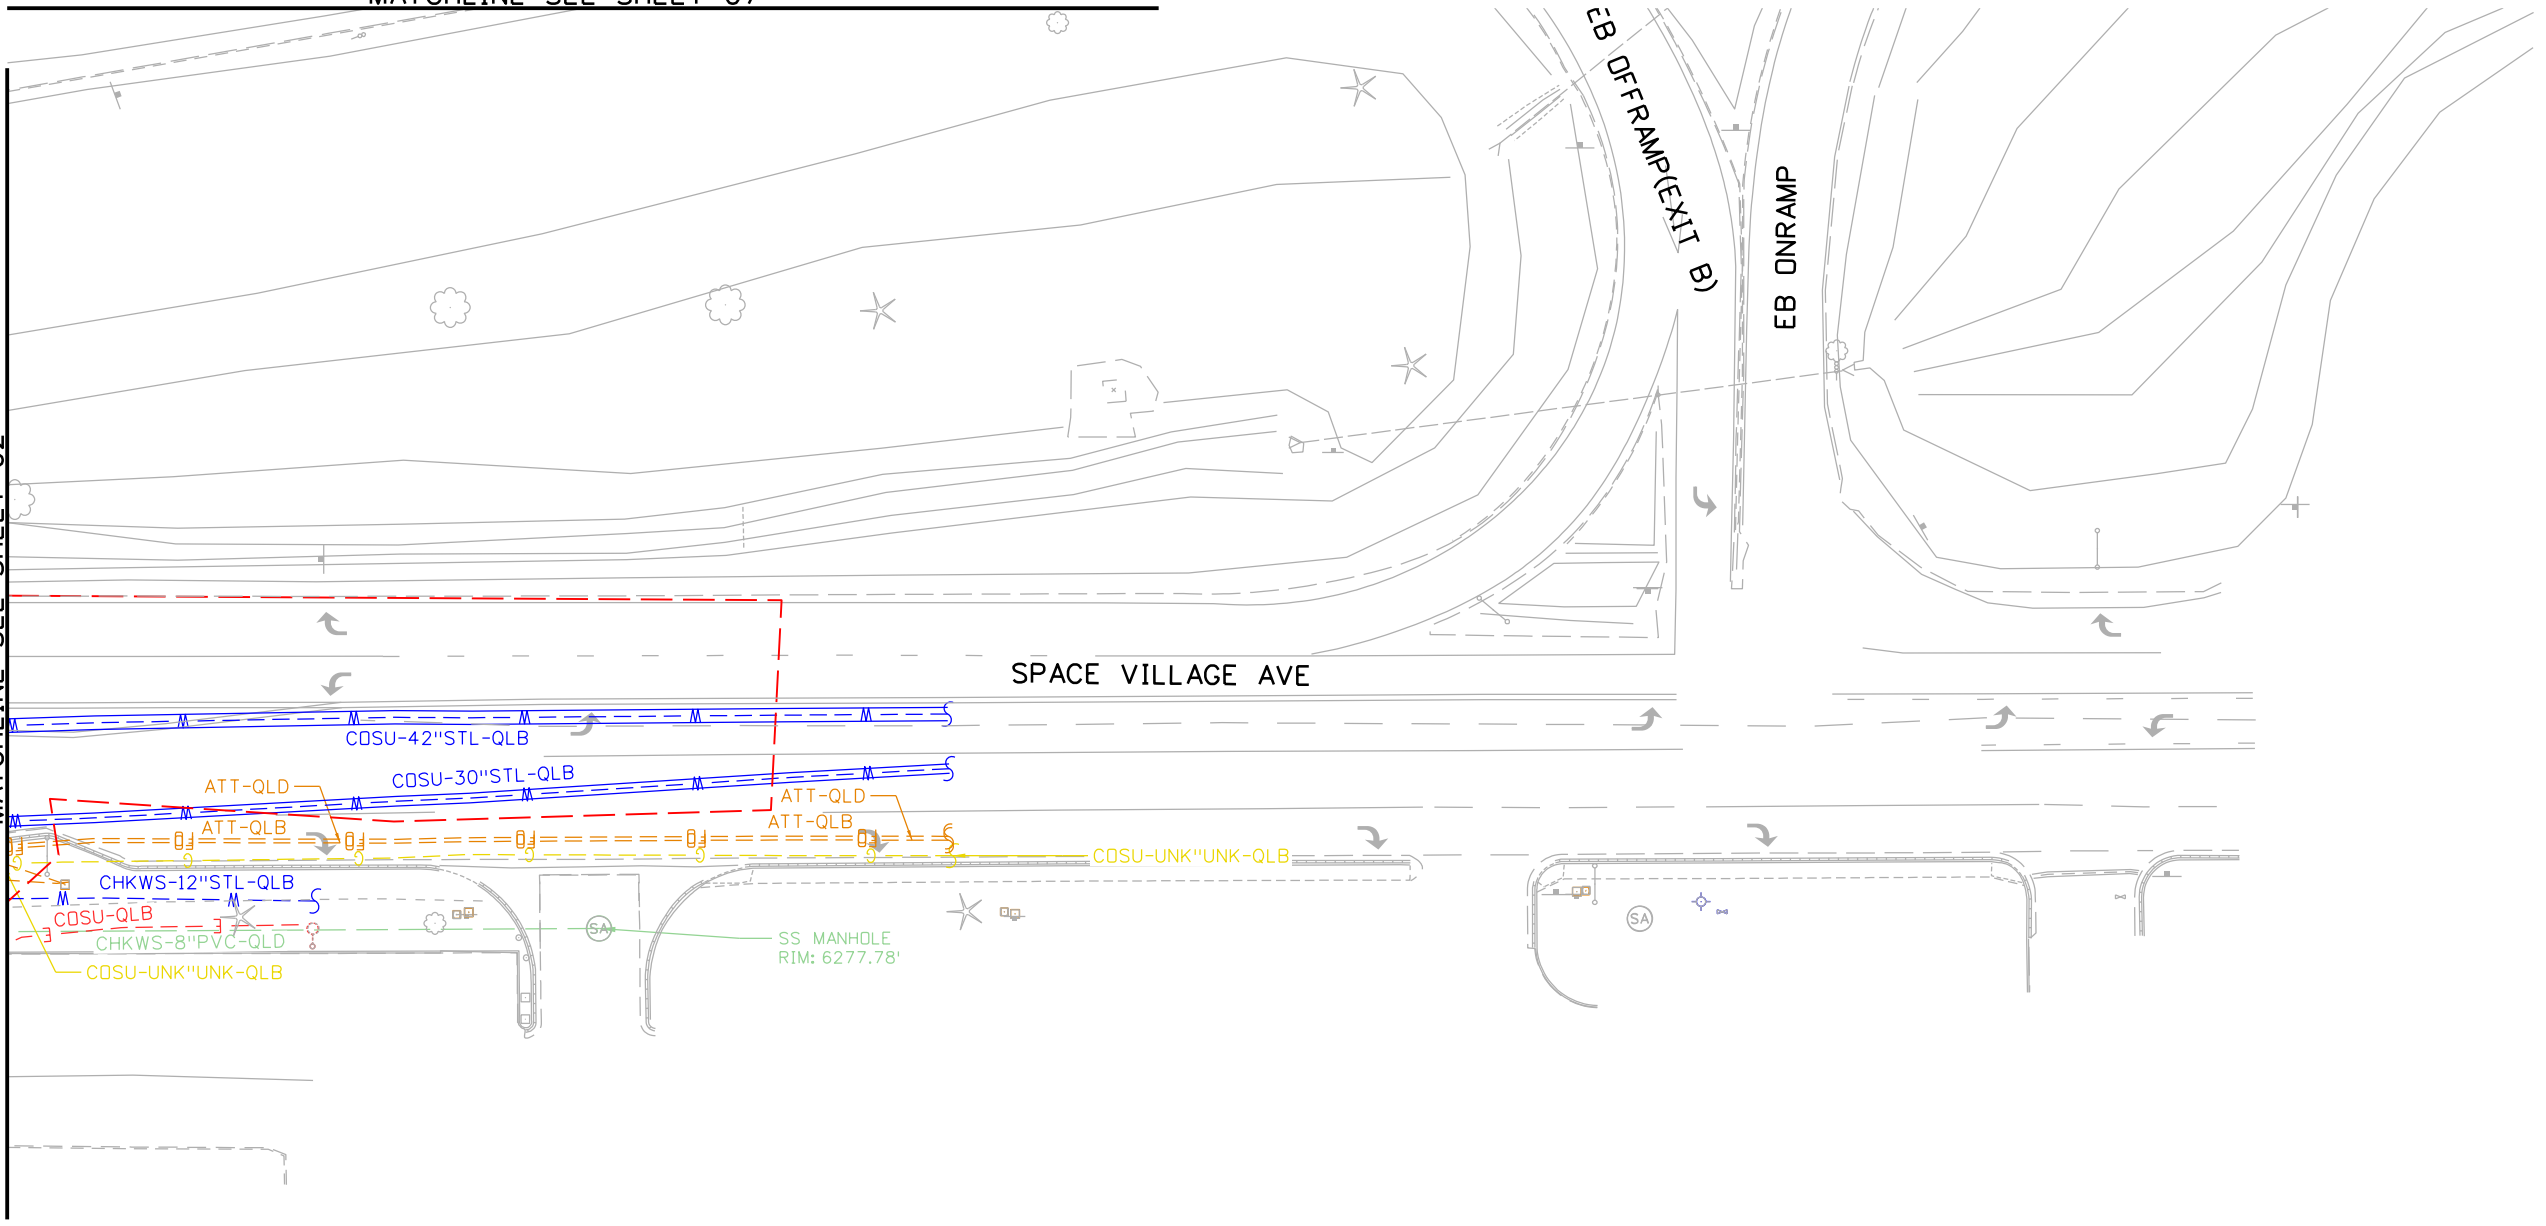 EB OFFRAMP(EXIT B)
EB ONRAMP
SPACE VILLAGE AVE
COSU-42"STL-QLB
COSU-30"STL-QLB
ATT-QLD
ATT-QLD
ATT-QLB
ATT-QLB
COSU-UNK"UNK-QLB
CHKWS-12"STL-QLB
COSU-QLB
SA
SA
CHKWS-8"PVC-QLD
SS MANHOLE
RIM: 6277.78'
COSU-UNK"UNK-QLB